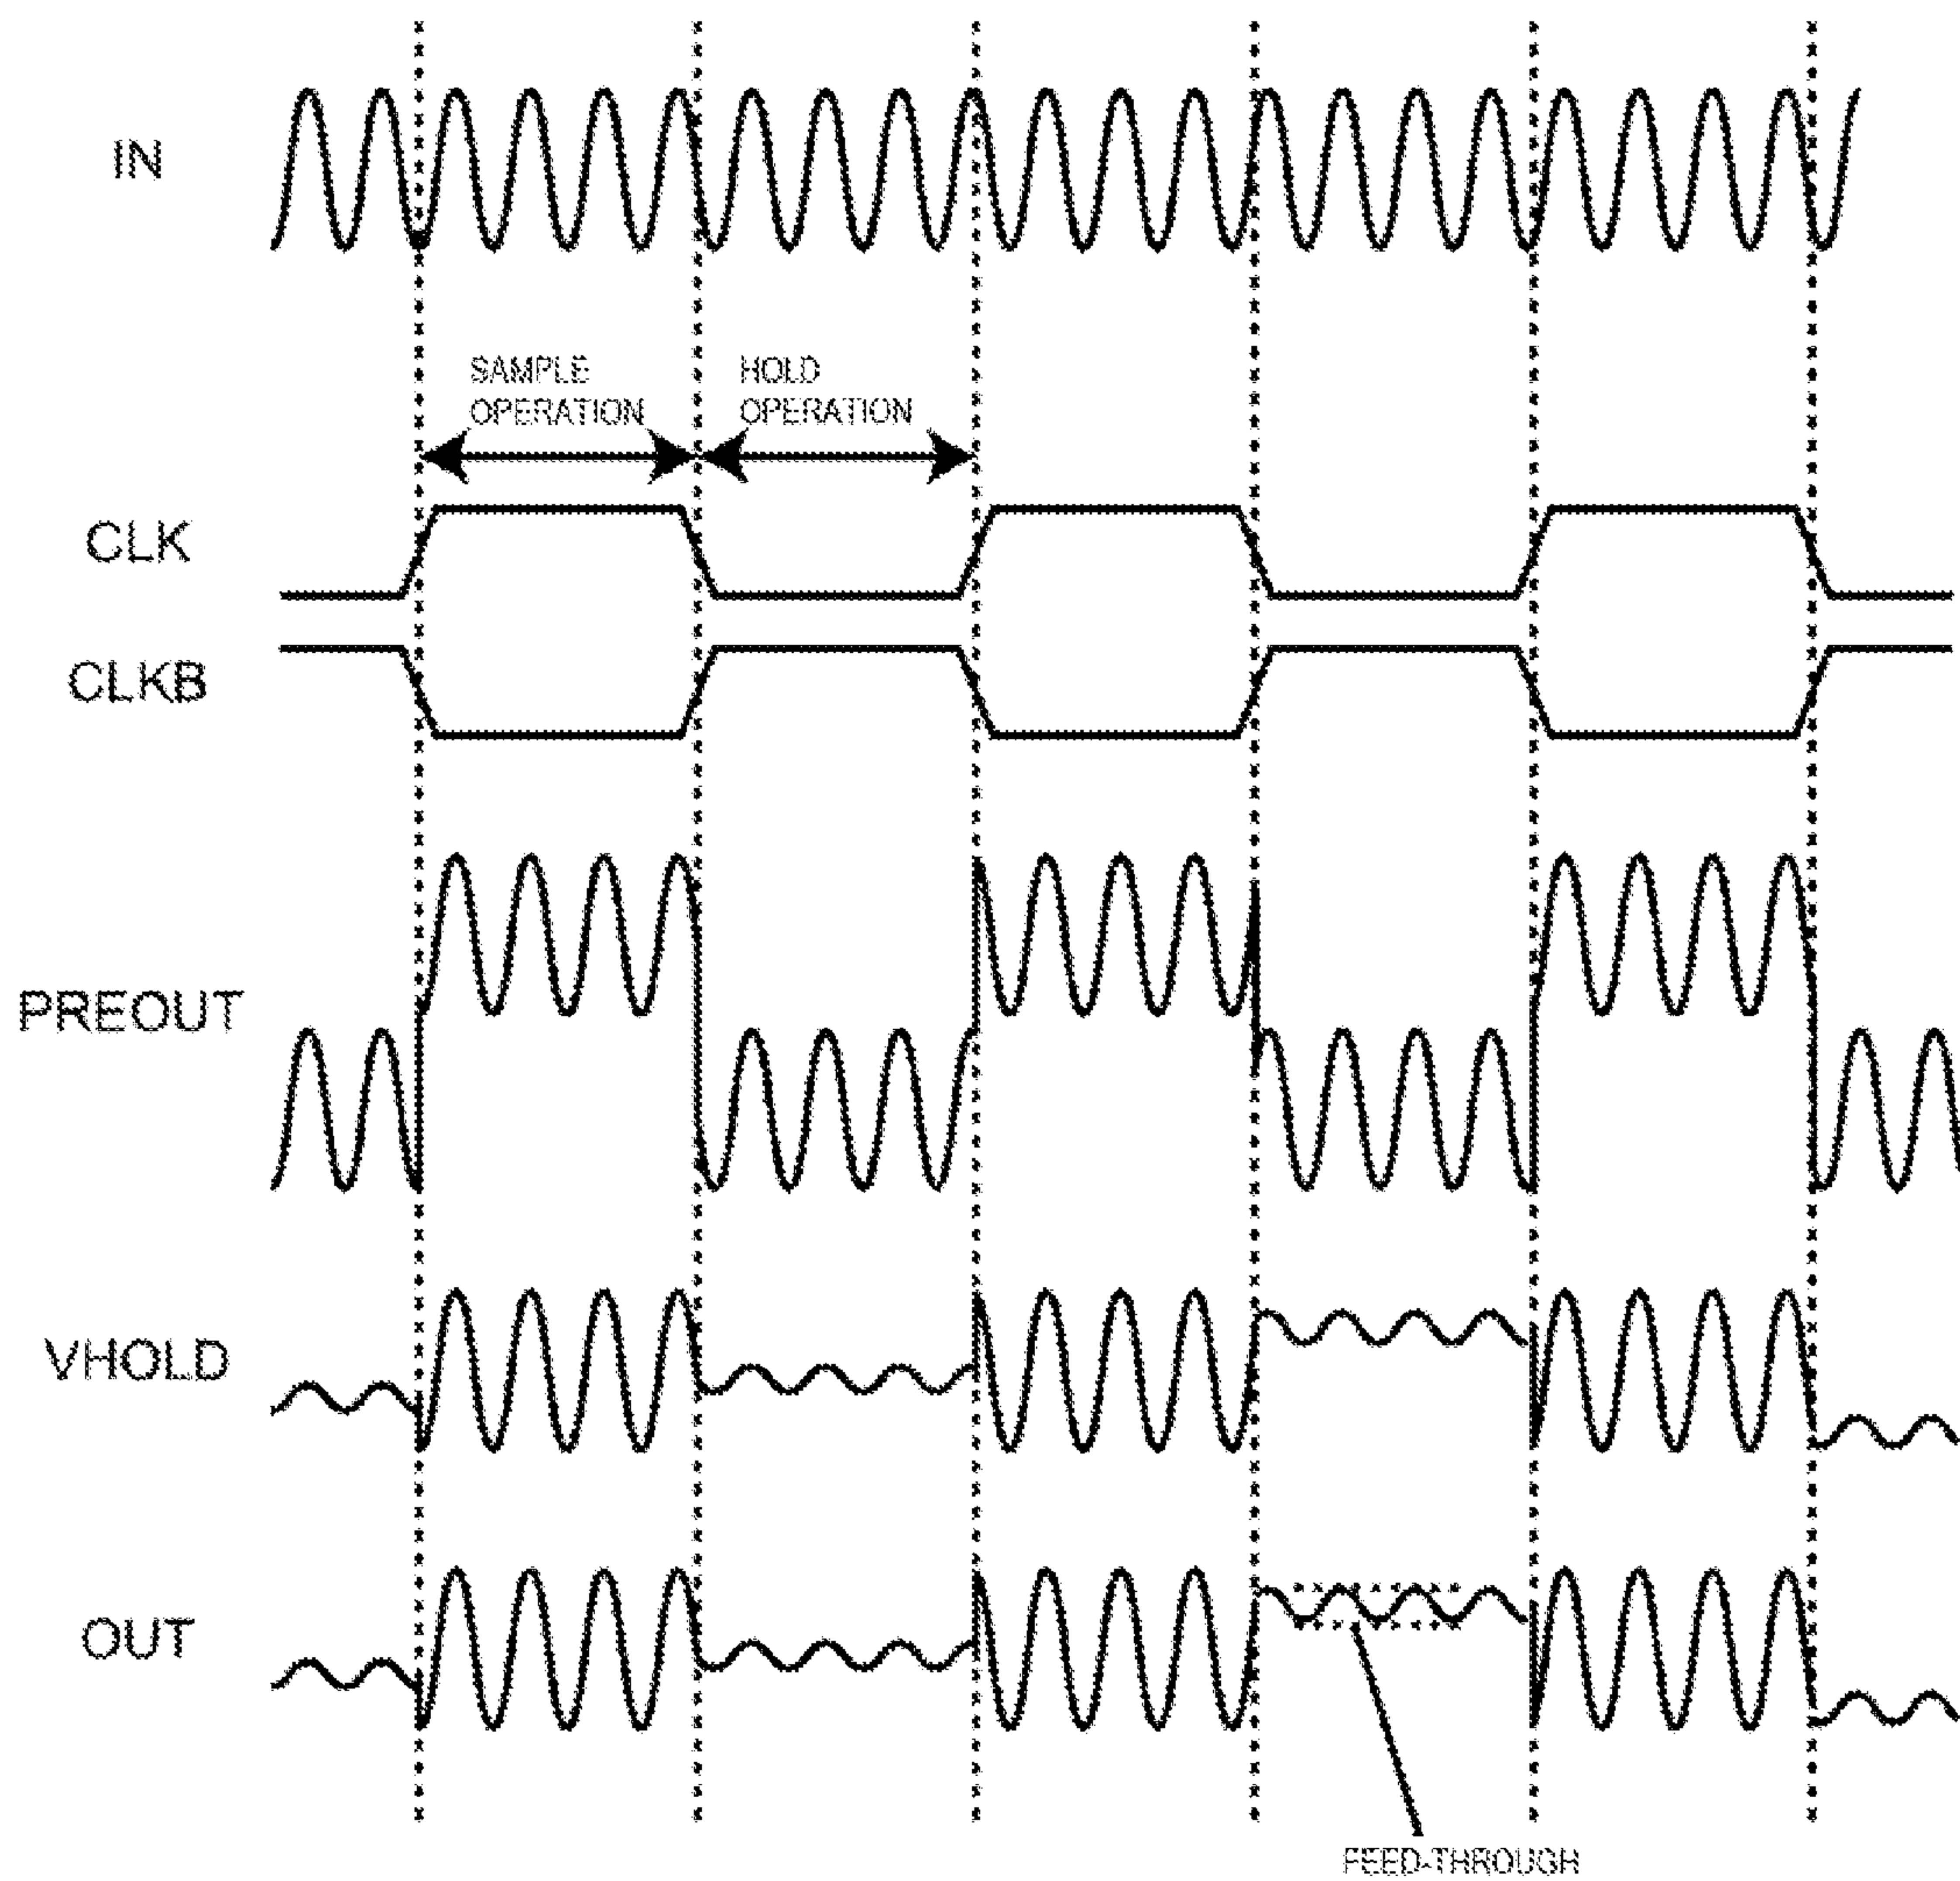 IN
SAMPLE
OPERATION
HOLD
OPERATION
CLK
CLKB
PREOUT
VHOLD
OUT
FEED-THROUGH